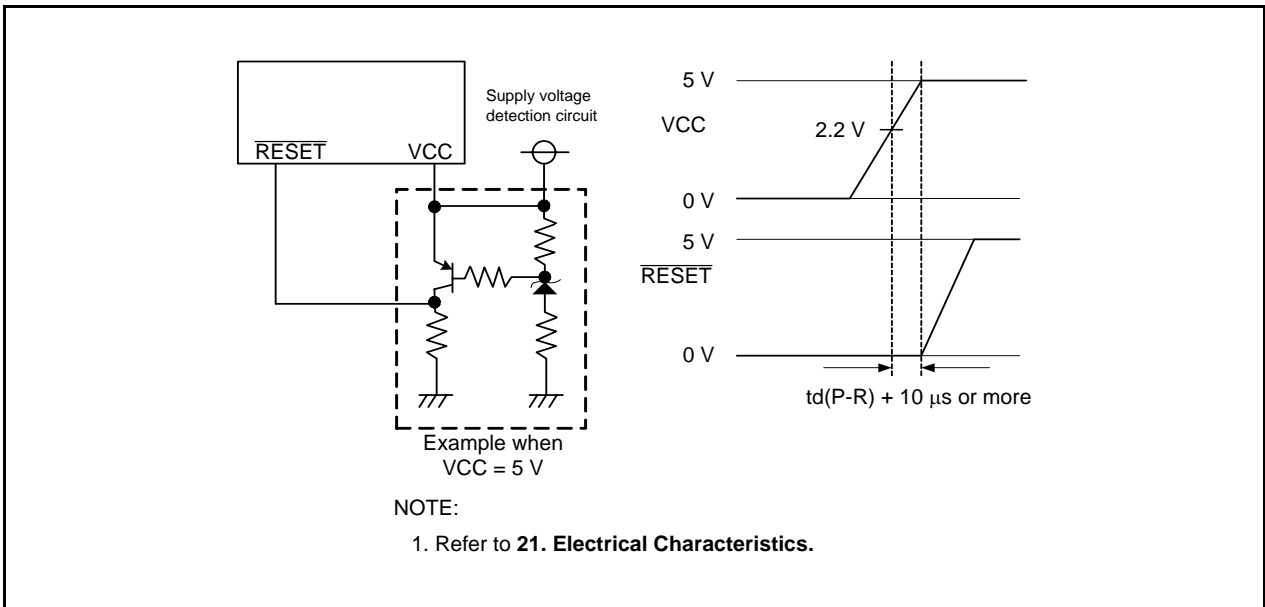 Supply voltage
detection circuit
RESET VCC
Example when
VCC = 5 V
5 V
VCC
2.2 V
0 V
5 V
RESET
0 V
td(P-R) + 10 μs or more
NOTE:
1. Refer to 21. Electrical Characteristics.